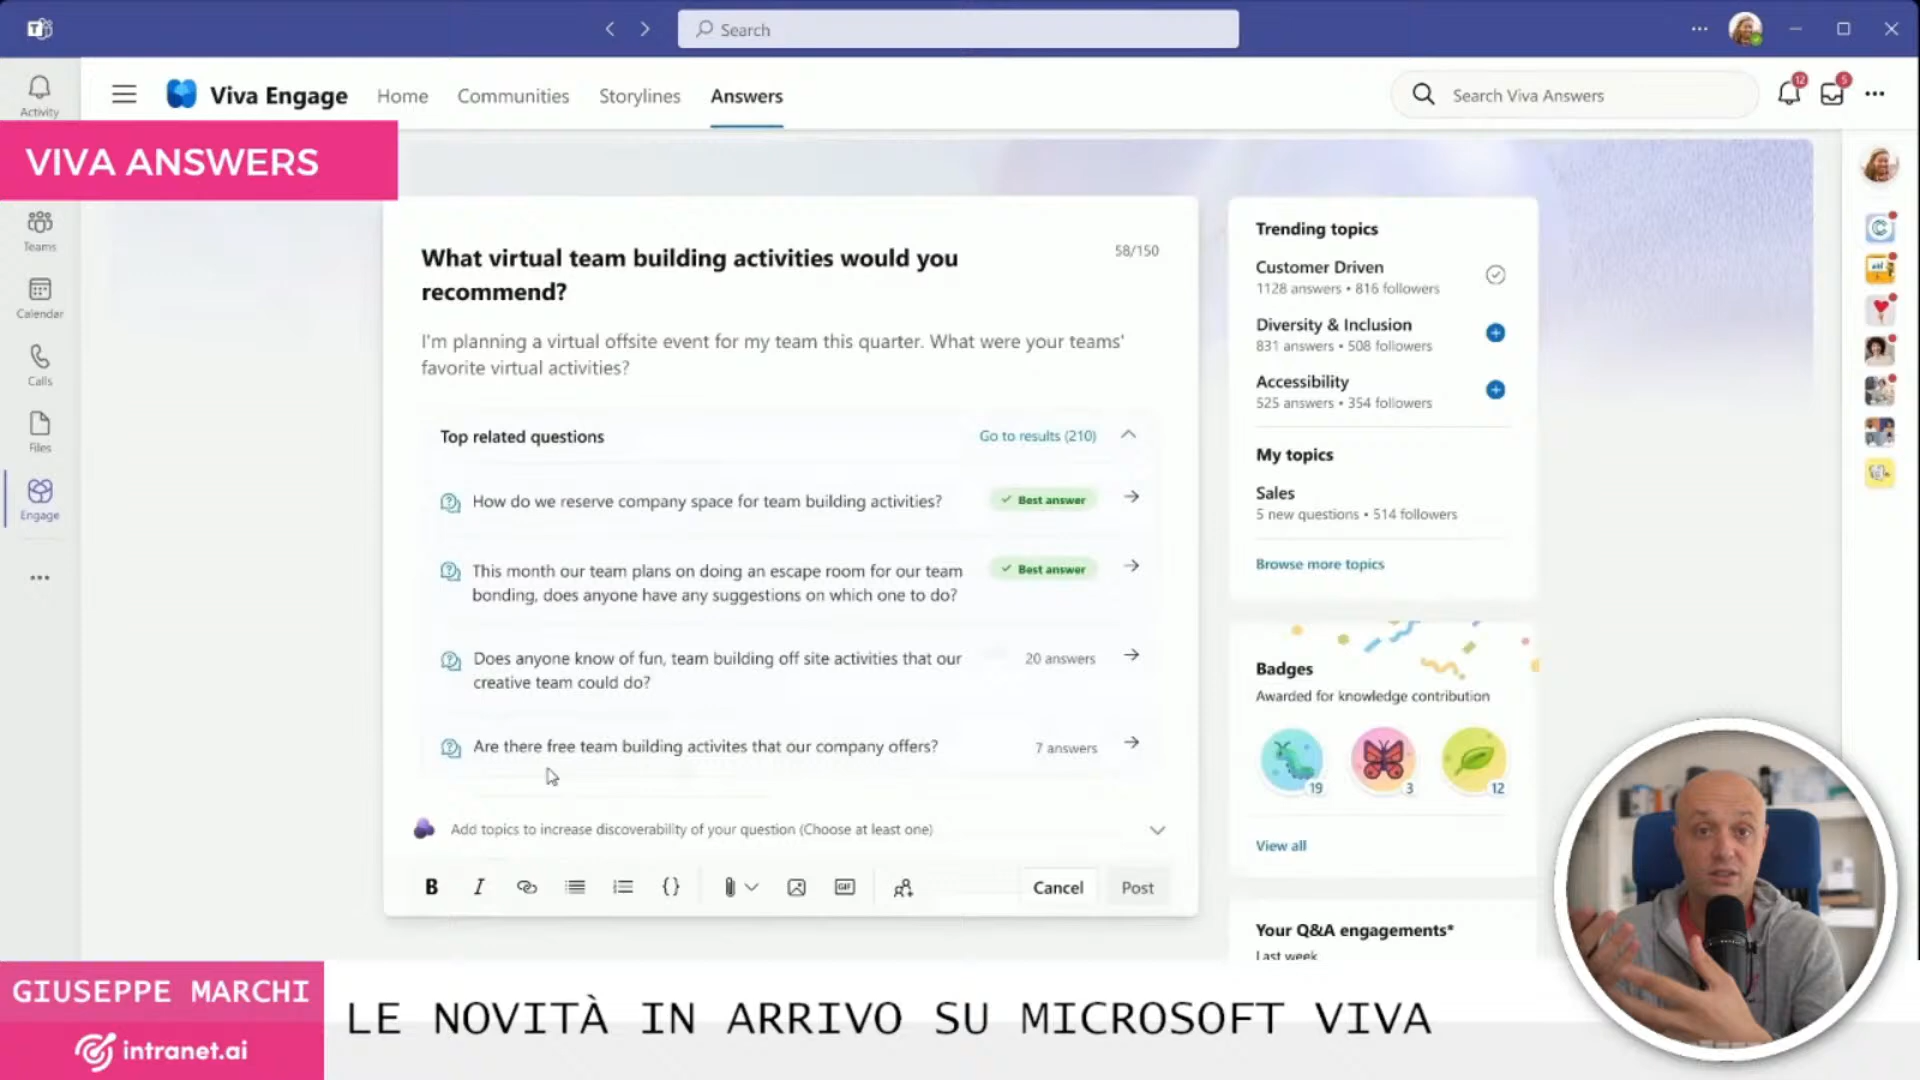 Search
Activity
Viva Engage
Home
Communities
Storylines
Answers
Search Viva Answers
12
5
VIVA ANSWERS
Teams
Calendar
Calls
Files
Engage
What virtual team building activities would you
recommend?
58/150
I'm planning a virtual offsite event for my team this quarter. What were your teams'
favorite virtual activities?
Top related questions
Go to results (210)
How do we reserve company space for team building activities?
Best answer
This month our team plans on doing an escape room for our team
bonding, does anyone have any suggestions on which one to do?
Best answer
Does anyone know of fun, team building off site activities that our
creative team could do?
20 answers
Are there free team building activites that our company offers?
7 answers
Add topics to increase discoverability of your question (Choose at least one)
B
I
{}
GIF
Cancel
Post
Trending topics
Customer Driven
1128 answers • 816 followers
Diversity & Inclusion
831 answers • 508 followers
Accessibility
525 answers • 354 followers
My topics
Sales
5 new questions • 514 followers
Browse more topics
Badges
Awarded for knowledge contribution
19
3
12
View all
Your Q&A engagements*
Last week
GIUSEPPE MARCHI
intranet.ai
LE NOVITÀ IN ARRIVO SU MICROSOFT VIVA